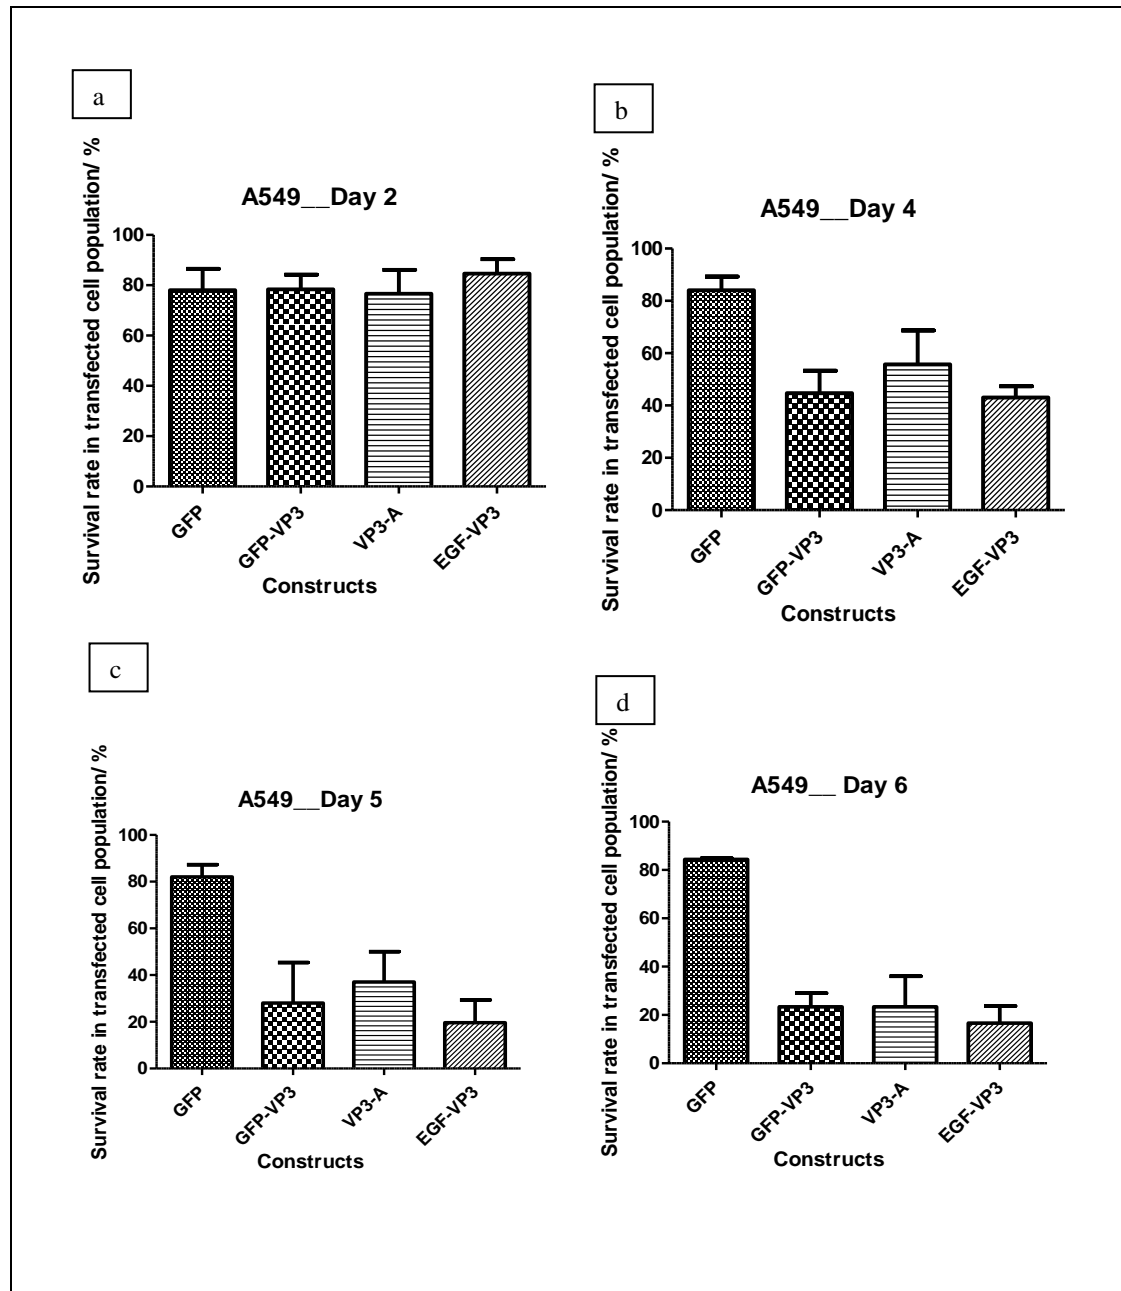 a
Survival rate in transfected cell population/ %
A549__Day 2
100
80
60
40
20
0
GFP
GFP-VP3
VP3-A
EGF-VP3
Constructs
b
Survival rate in transfected cell population/ %
A549__Day 4
100
80
60
40
20
0
GFP
GFP-VP3
VP3-A
EGF-VP3
Constructs
c
Survival rate in transfected cell population/ %
A549__Day 5
100
80
60
40
20
0
GFP
GFP-VP3
VP3-A
EGF-VP3
Constructs
d
Survival rate in transfected cell population/ %
A549__ Day 6
100
80
60
40
20
0
GFP
GFP-VP3
VP3-A
EGF-VP3
Constructs